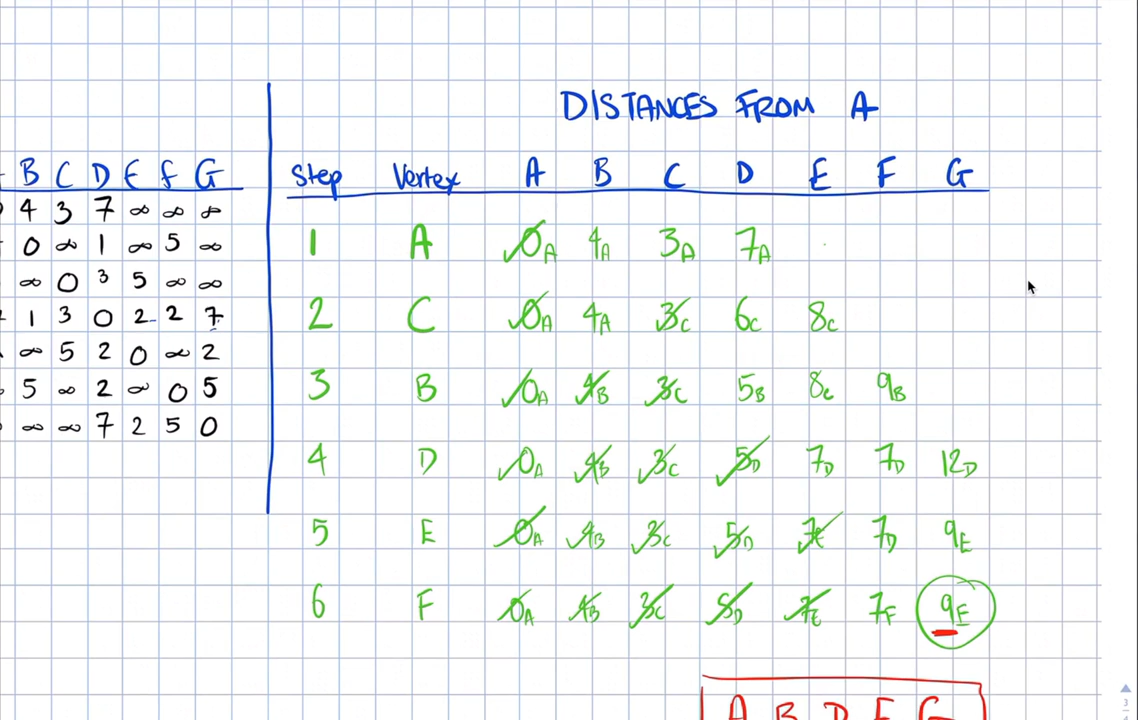 DISTANCES FROM A
B C D E F G
4 3 7 ∞ ∞ ∞
0 ∞ 1 ∞ 5 ∞
∞ 0 3 5 ∞ ∞
1 3 0 2 2 7
∞ 5 2 0 ∞ 2
5 ∞ 2 ∞ 0 5
∞ ∞ 7 2 5 0
Step Vertex A B C D E F G
1 A 0A 4A 3A 7A
2 C 0A 4A 3C 6C 8C
3 B 0A 4B 3C 5B 8C 9B
4 D 0A 4B 3C 5D 7D 7D 12D
5 E 0A 4B 3C 5D 7E 7D 9E
6 F 0A 4B 3C 5D 7E 7F 9E
A B D E G
3